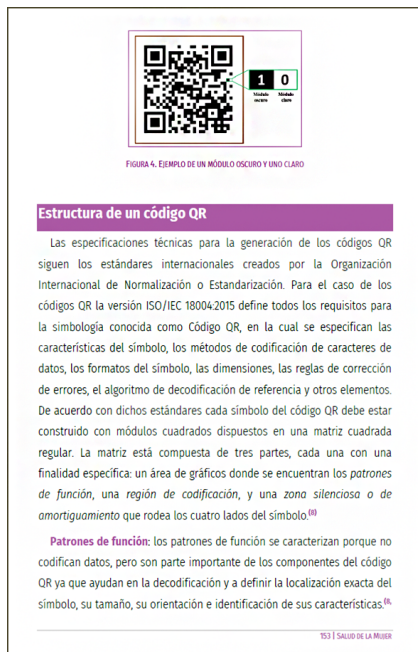 1 0
Módulo oscuro
Módulo claro
FIGURA 4. EJEMPLO DE UN MÓDULO OSCURO Y UNO CLARO
Estructura de un código QR
Las especificaciones técnicas para la generación de los códigos QR
siguen los estándares internacionales creados por la Organización
Internacional de Normalización o Estandarización. Para el caso de los
códigos QR la versión ISO/IEC 18004:2015 define todos los requisitos para
la simbología conocida como Código QR, en la cual se especifican las
características del símbolo, los métodos de codificación de caracteres de
datos, los formatos del símbolo, las dimensiones, las reglas de corrección
de errores, el algoritmo de decodificación de referencia y otros elementos.
De acuerdo con dichos estándares cada símbolo del código QR debe estar
construido con módulos cuadrados dispuestos en una matriz cuadrada
regular. La matriz está compuesta de tres partes, cada una con una
finalidad específica: un área de gráficos donde se encuentran los patrones
de función, una región de codificación, y una zona silenciosa o de
amortiguamiento que rodea los cuatro lados del símbolo.(8)
Patrones de función: los patrones de función se caracterizan porque no
codifican datos, pero son parte importante de los componentes del código
QR ya que ayudan en la decodificación y a definir la localización exacta del
símbolo, su tamaño, su orientación e identificación de sus características.(8,
153 | SALUD DE LA MUJER